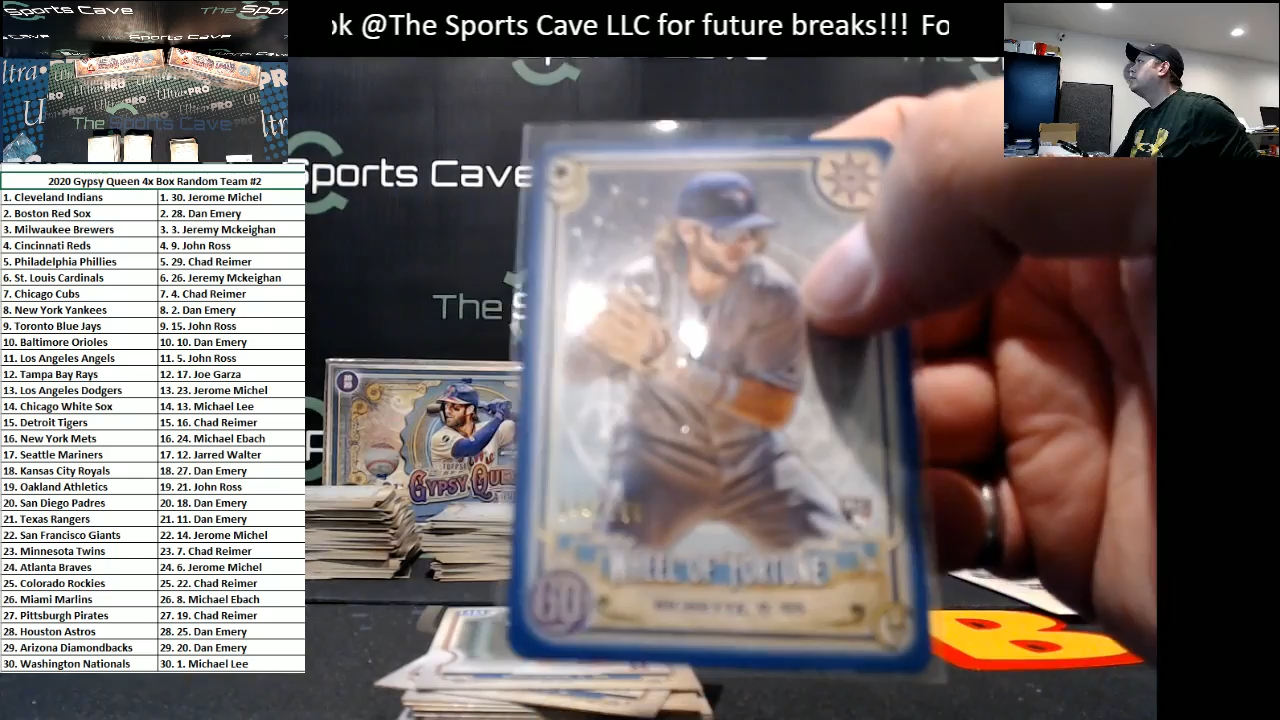 ok @The Sports Cave LLC for future breaks!!! Fo
The Sports Cave
Sports Cave
The
2020 Gypsy Queen 4x Box Random Team #2
1. Cleveland Indians 1. 30. Jerome Michel
2. Boston Red Sox 2. 28. Dan Emery
3. Milwaukee Brewers 3. 3. Jeremy Mckeighan
4. Cincinnati Reds 4. 9. John Ross
5. Philadelphia Phillies 5. 29. Chad Reimer
6. St. Louis Cardinals 6. 26. Jeremy Mckeighan
7. Chicago Cubs 7. 4. Chad Reimer
8. New York Yankees 8. 2. Dan Emery
9. Toronto Blue Jays 9. 15. John Ross
10. Baltimore Orioles 10. 10. Dan Emery
11. Los Angeles Angels 11. 5. John Ross
12. Tampa Bay Rays 12. 17. Joe Garza
13. Los Angeles Dodgers 13. 23. Jerome Michel
14. Chicago White Sox 14. 13. Michael Lee
15. Detroit Tigers 15. 16. Chad Reimer
16. New York Mets 16. 24. Michael Ebach
17. Seattle Mariners 17. 12. Jarred Walter
18. Kansas City Royals 18. 27. Dan Emery
19. Oakland Athletics 19. 21. John Ross
20. San Diego Padres 20. 18. Dan Emery
21. Texas Rangers 21. 11. Dan Emery
22. San Francisco Giants 22. 14. Jerome Michel
23. Minnesota Twins 23. 7. Chad Reimer
24. Atlanta Braves 24. 6. Jerome Michel
25. Colorado Rockies 25. 22. Chad Reimer
26. Miami Marlins 26. 8. Michael Ebach
27. Pittsburgh Pirates 27. 19. Chad Reimer
28. Houston Astros 28. 25. Dan Emery
29. Arizona Diamondbacks 29. 20. Dan Emery
30. Washington Nationals 30. 1. Michael Lee
TOPPS
GYPSY QUE
WHEEL OF FORTUNE
GQ
B